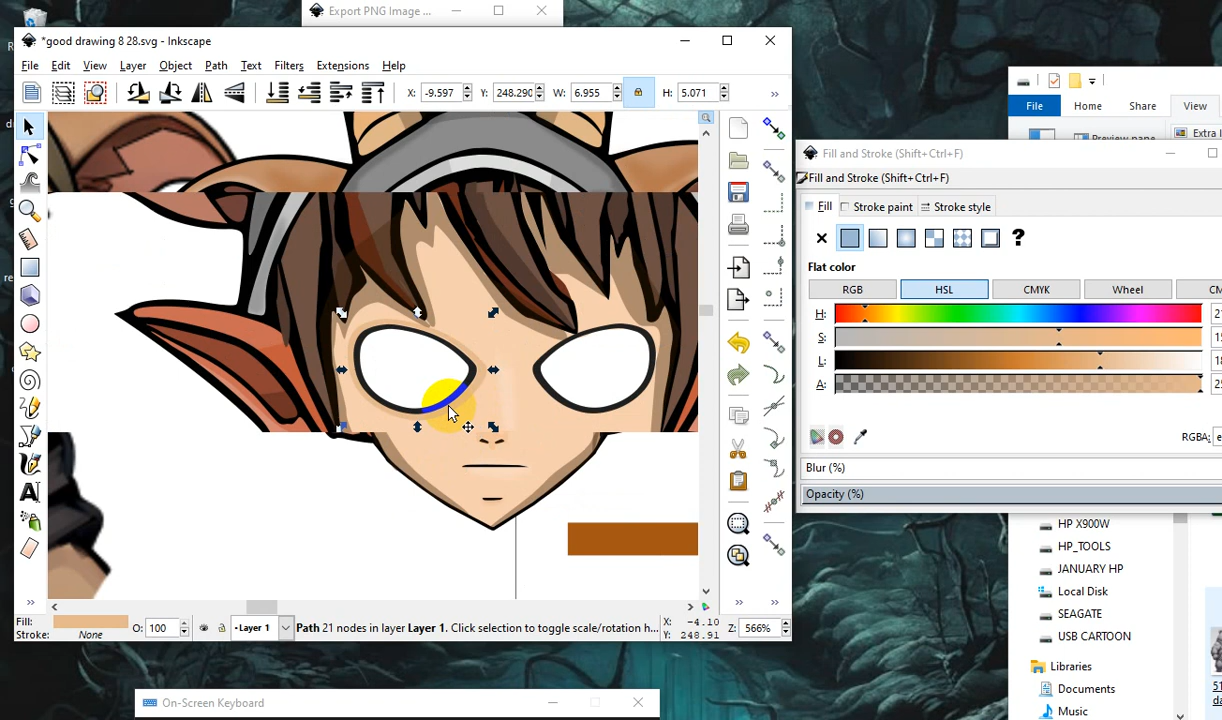 Export PNG Image ...
*good drawing 8 28.svg - Inkscape
File Edit View Layer Object Path Text Filters Extensions Help
X: -9.597 Y: 248.290 W: 6.955 H: 5.071
File Home Share View
Preview pane Extra
Fill and Stroke (Shift+Ctrl+F)
Fill and Stroke (Shift+Ctrl+F)
Fill Stroke paint Stroke style
?
Flat color
RGB HSL CMYK Wheel CM
H:
S:
L:
A:
RGBA:
Blur (%)
Opacity (%)
HP X900W
HP_TOOLS
JANUARY HP
Local Disk
SEAGATE
USB CARTOON
Libraries
Documents
Music
Fill:
Stroke: None
O: 100
Layer 1
Path 21 nodes in layer Layer 1. Click selection to toggle scale/rotation h...
X: -4.10
Y: 248.91
Z: 566%
On-Screen Keyboard